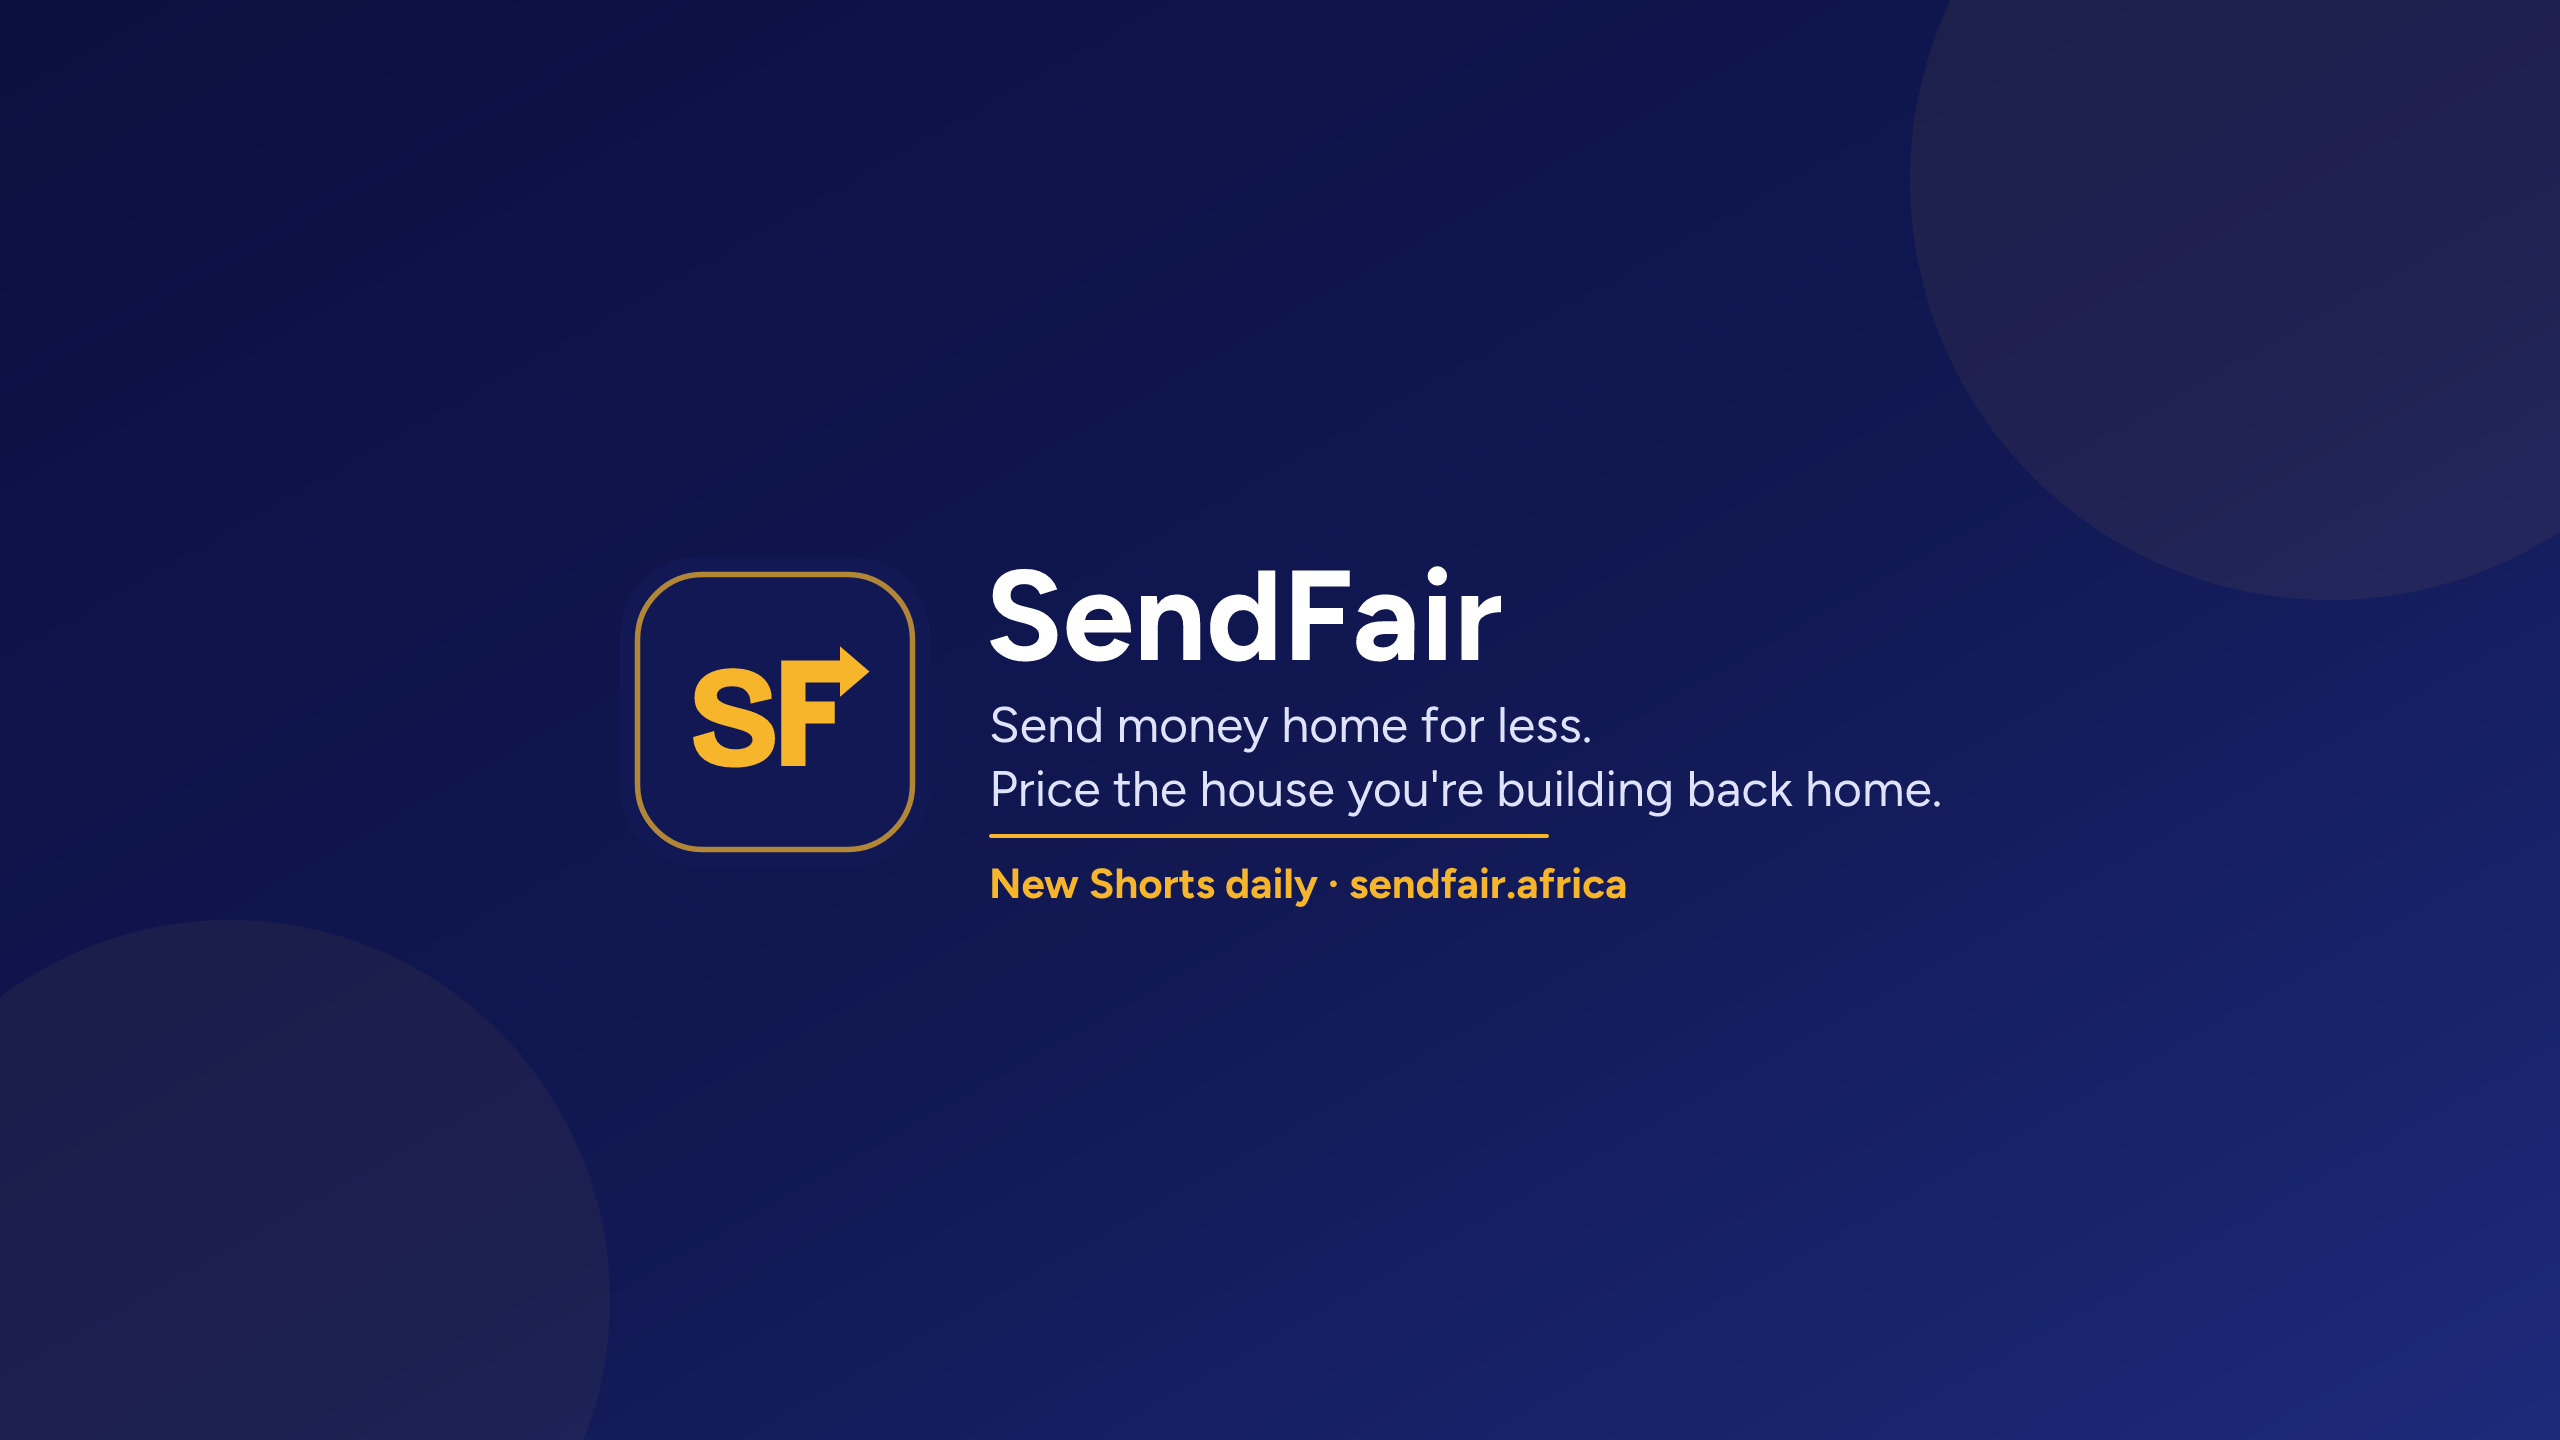 SF
SendFair
Send money home for less.
Price the house you're building back home.
New Shorts daily · sendfair.africa